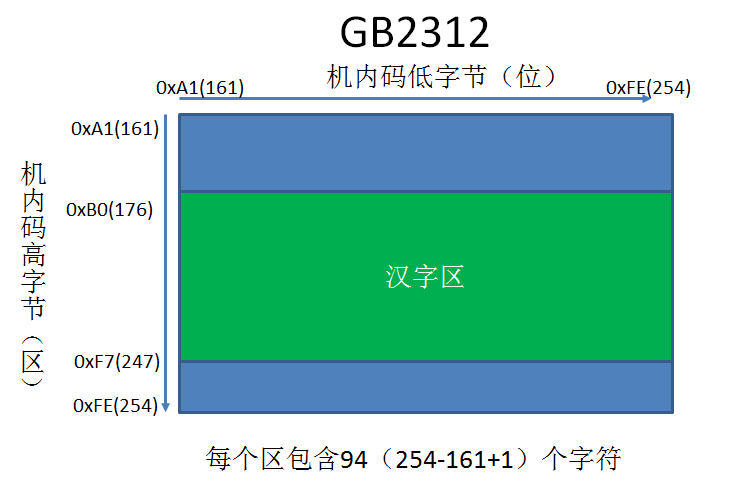 GB2312
机内码低字节（位）
0xA1(161)
0xFE(254)
0xA1(161)
机内码高字节（区）
0xB0(176)
汉字区
0xF7(247)
0xFE(254)
每个区包含94（254-161+1）个字符